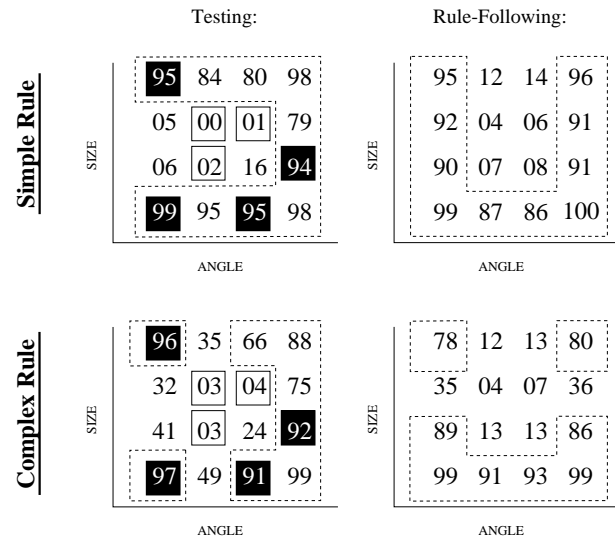 Testing: Rule-Following:
Simple Rule
SIZE
95 84 80 98
05 00 01 79
06 02 16 94
99 95 95 98
ANGLE
SIZE
95 12 14 96
92 04 06 91
90 07 08 91
99 87 86 100
ANGLE
Complex Rule
SIZE
96 35 66 88
32 03 04 75
41 03 24 92
97 49 91 99
ANGLE
SIZE
78 12 13 80
35 04 07 36
89 13 13 86
99 91 93 99
ANGLE